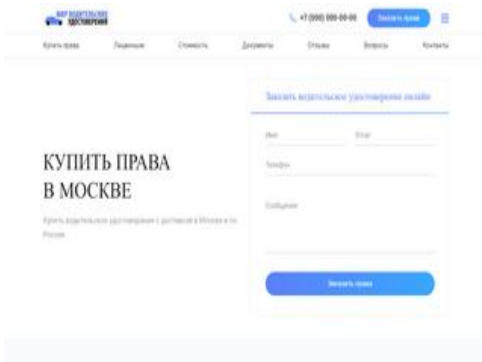 МИР ВОДИТЕЛЬСКИХ
УДОСТОВЕРЕНИЙ
+7 (000) 000-00-00
Заказать права
Купить права
Лицензия
Стоимость
Документы
Отзывы
Вопросы
Контакты
КУПИТЬ ПРАВА
В МОСКВЕ
Купить водительское удостоверение с доставкой в Москве и по
России
Заказать водительское удостоверение онлайн
Имя
Email
Телефон
Сообщение
Заказать права